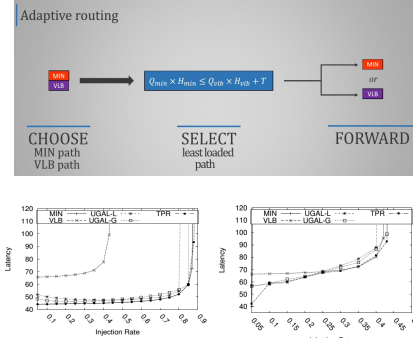 Adaptive routing
MIN
VLB
Q_min × H_min ≤ Q_vlb × H_vlb + T
MIN
or
VLB
CHOOSE
MIN path
VLB path
SELECT
least loaded
path
FORWARD
MIN
VLB
UGAL-L
UGAL-G
TPR
120
110
100
90
80
70
60
50
40
Latency
0.1 0.2 0.3 0.4 0.5 0.6 0.7 0.8 0.9
Injection Rate
MIN
VLB
UGAL-L
UGAL-G
TPR
120
110
100
90
80
70
60
50
40
Latency
0.05 0.1 0.15 0.2 0.25 0.3 0.35 0.4 0.45 0.5